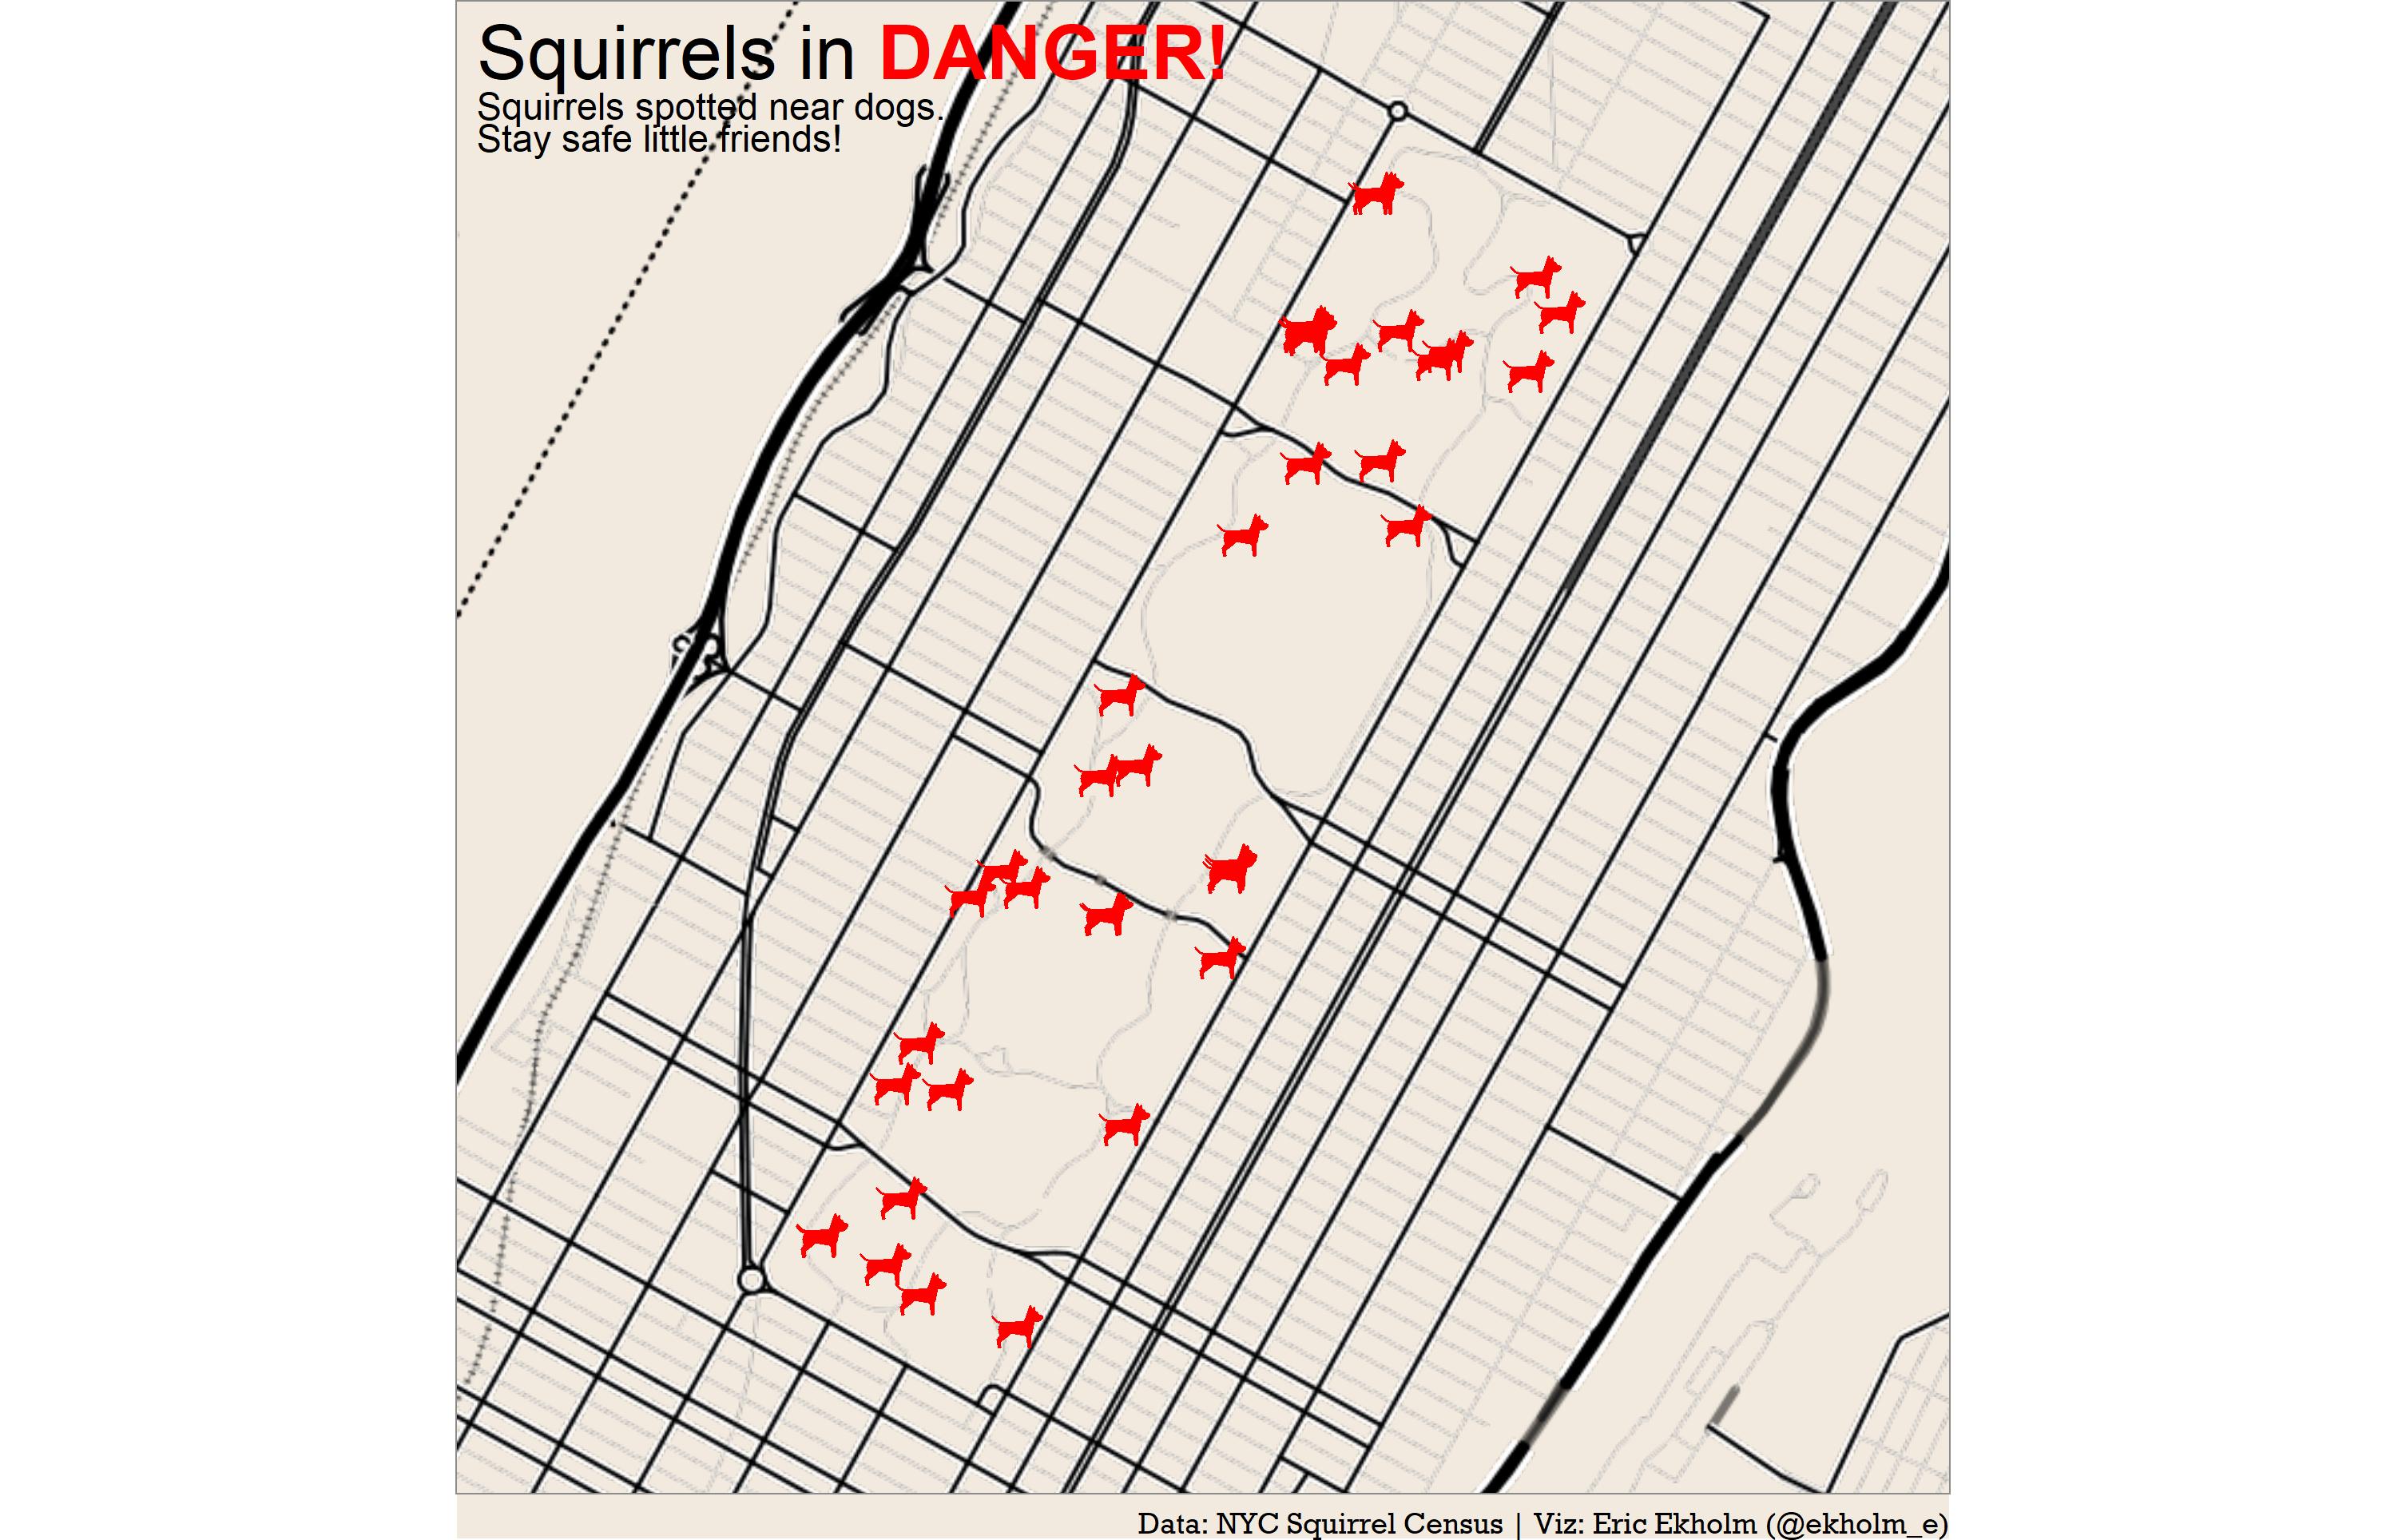 Squirrels in DANGER!
Squirrels spotted near dogs.
Stay safe little friends!
Data: NYC Squirrel Census | Viz: Eric Ekholm (@ekholm_e)